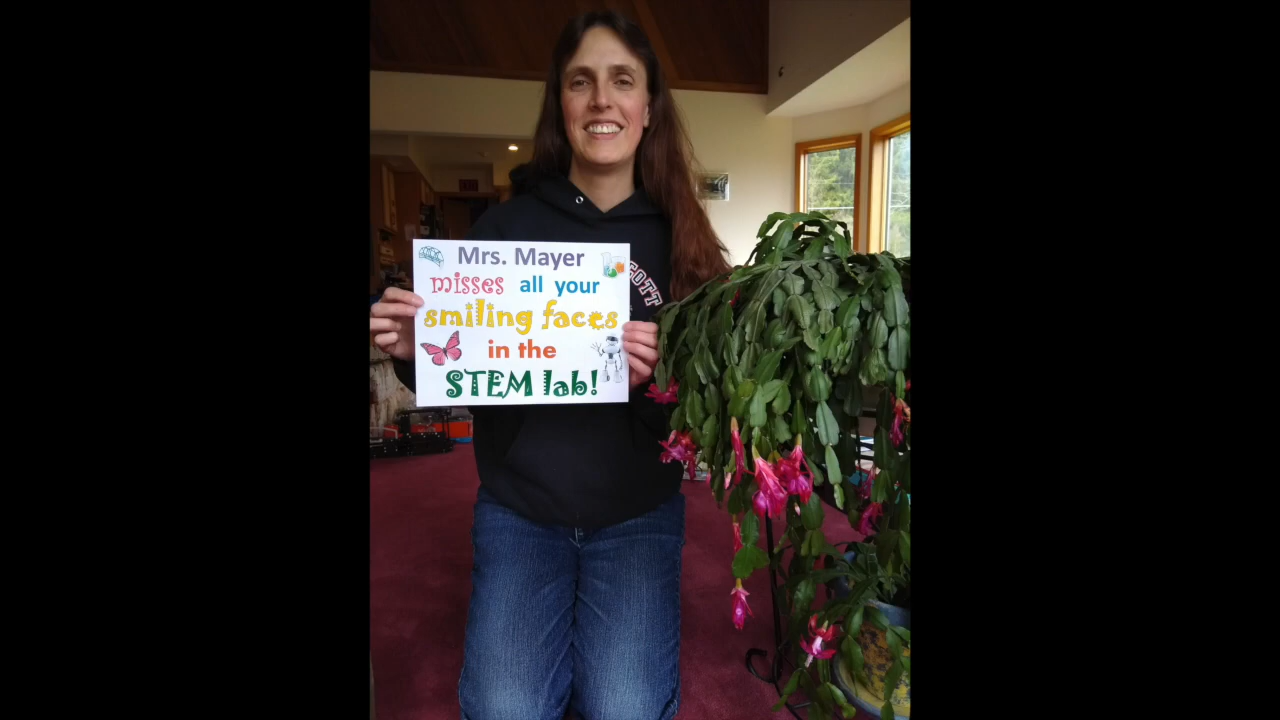 Mrs. Mayer
misses all your
smiling faces
in the
STEM lab!